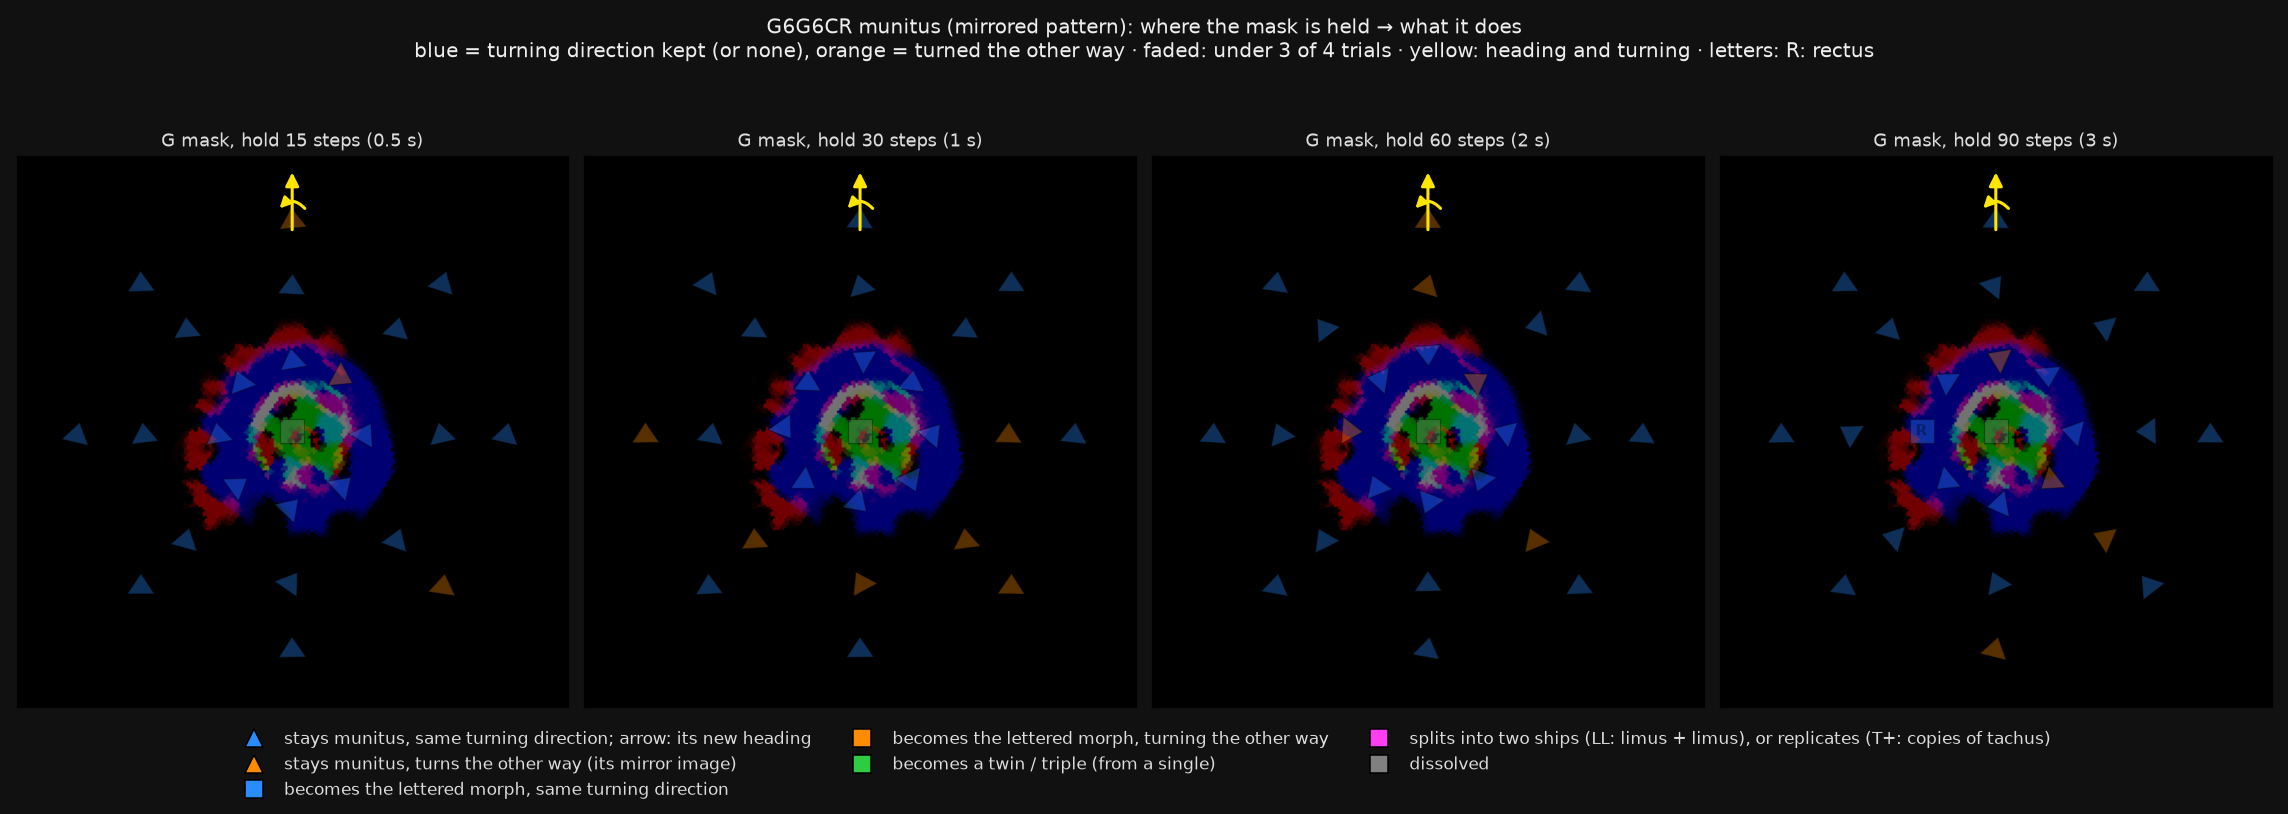 G6G6CR munitus (mirrored pattern): where the mask is held → what it does
blue = turning direction kept (or none), orange = turned the other way · faded: under 3 of 4 trials · yellow: heading and turning · letters: R: rectus
G mask, hold 15 steps (0.5 s)
G mask, hold 30 steps (1 s)
G mask, hold 60 steps (2 s)
G mask, hold 90 steps (3 s)
R
stays munitus, same turning direction; arrow: its new heading
stays munitus, turns the other way (its mirror image)
becomes the lettered morph, same turning direction
becomes the lettered morph, turning the other way
becomes a twin / triple (from a single)
splits into two ships (LL: limus + limus), or replicates (T+: copies of tachus)
dissolved